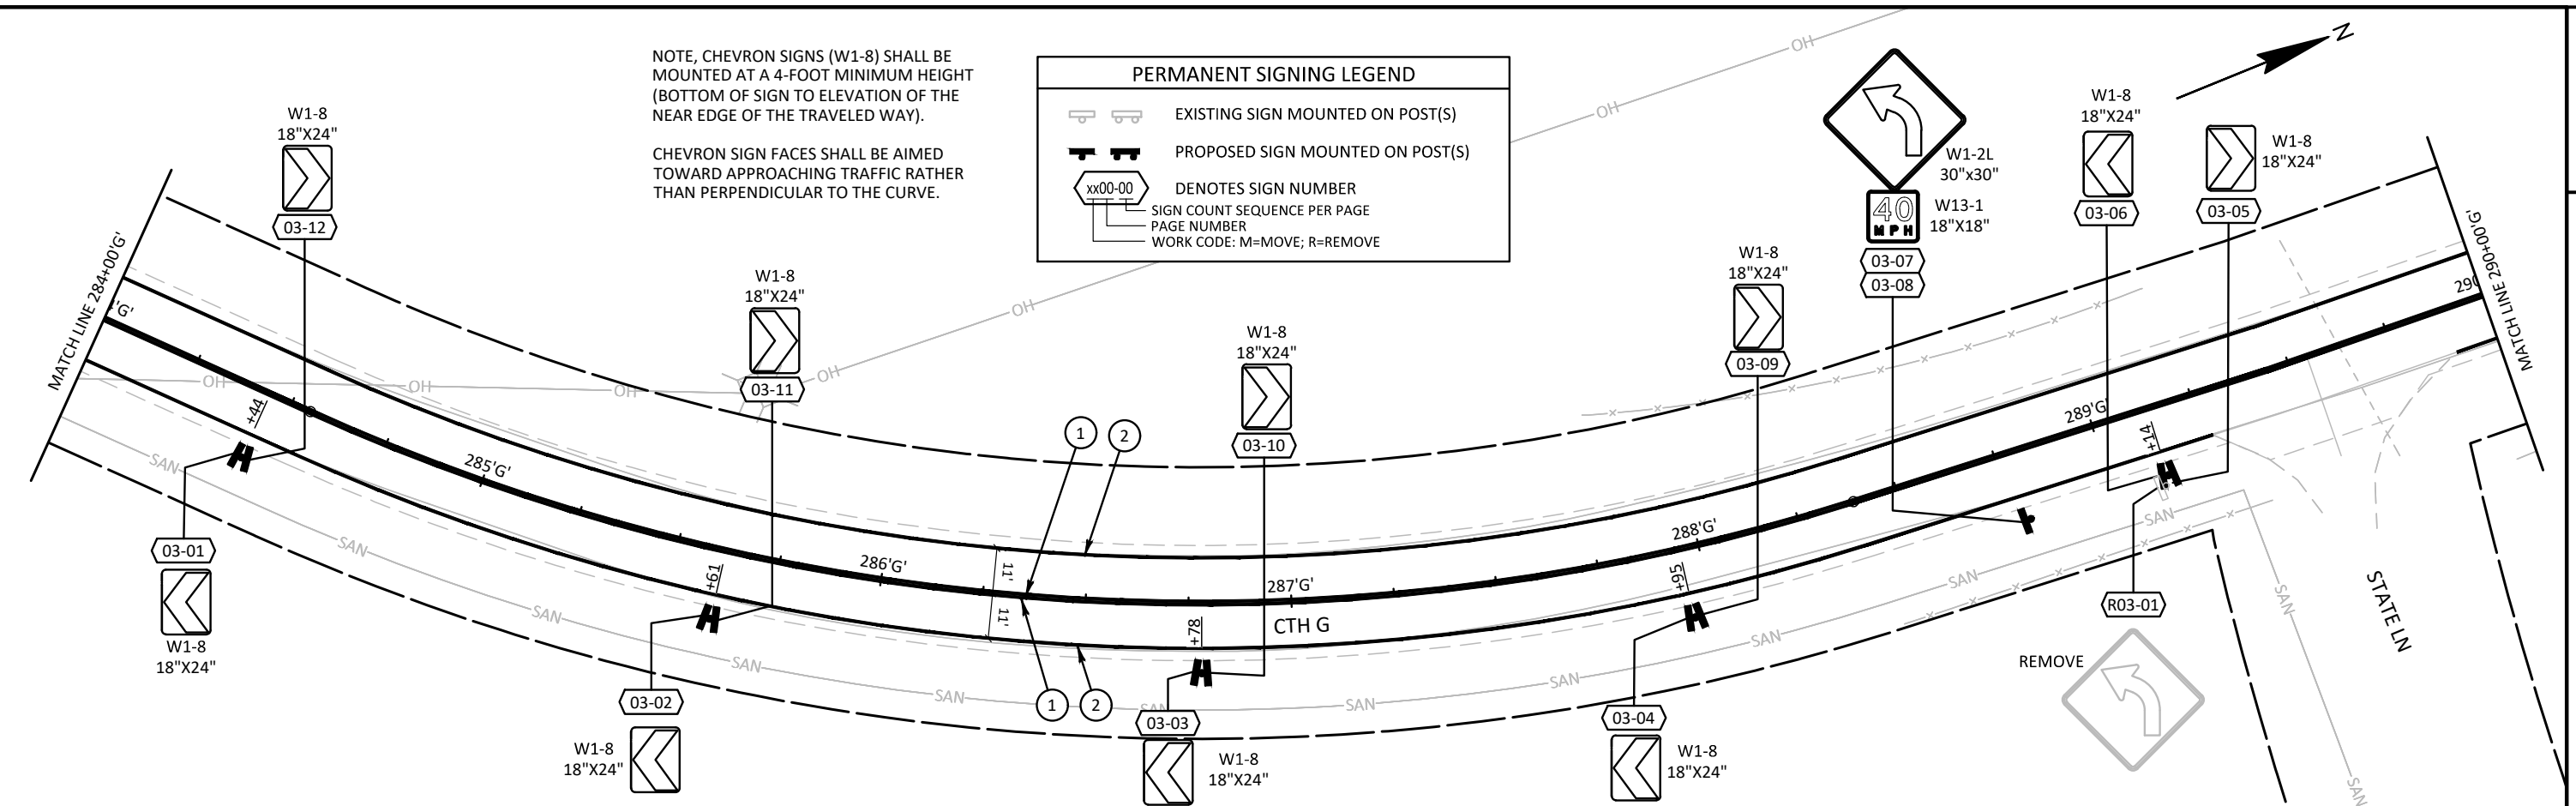 NOTE, CHEVRON SIGNS (W1-8) SHALL BE
MOUNTED AT A 4-FOOT MINIMUM HEIGHT
(BOTTOM OF SIGN TO ELEVATION OF THE
NEAR EDGE OF THE TRAVELED WAY).
CHEVRON SIGN FACES SHALL BE AIMED
TOWARD APPROACHING TRAFFIC RATHER
THAN PERPENDICULAR TO THE CURVE.
PERMANENT SIGNING LEGEND
EXISTING SIGN MOUNTED ON POST(S)
PROPOSED SIGN MOUNTED ON POST(S)
xx00-00
DENOTES SIGN NUMBER
SIGN COUNT SEQUENCE PER PAGE
PAGE NUMBER
WORK CODE: M=MOVE; R=REMOVE
N
W1-8
18"X24"
03-12
W1-8
18"X24"
03-11
W1-8
18"X24"
03-10
W1-8
18"X24"
03-09
W1-2L
30"x30"
40
MPH
W13-1
18"X18"
03-07
03-08
W1-8
18"X24"
03-06
W1-8
18"X24"
03-05
MATCH LINE 284+00'G'
'G'
MATCH LINE 290+00'G'
290
OH
OH
OH
OH
OH
OH
OH
+44
285'G'
+61
286'G'
11'
11'
1
2
1
2
+78
287'G'
CTH G
+95
288'G'
289'G'
+14
SAN
SAN
SAN
SAN
SAN
SAN
SAN
SAN
SAN
SAN
SAN
SAN
SAN
STATE LN
03-01
W1-8
18"X24"
03-02
W1-8
18"X24"
03-03
W1-8
18"X24"
03-04
W1-8
18"X24"
R03-01
REMOVE